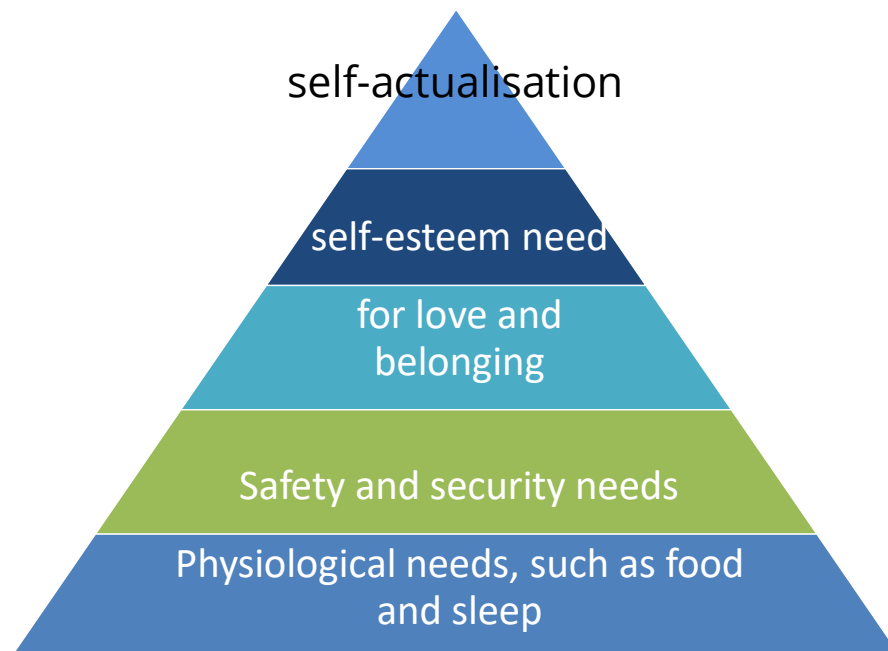 self-actualisation
self-esteem need
for love and
belonging
Safety and security needs
Physiological needs, such as food
and sleep